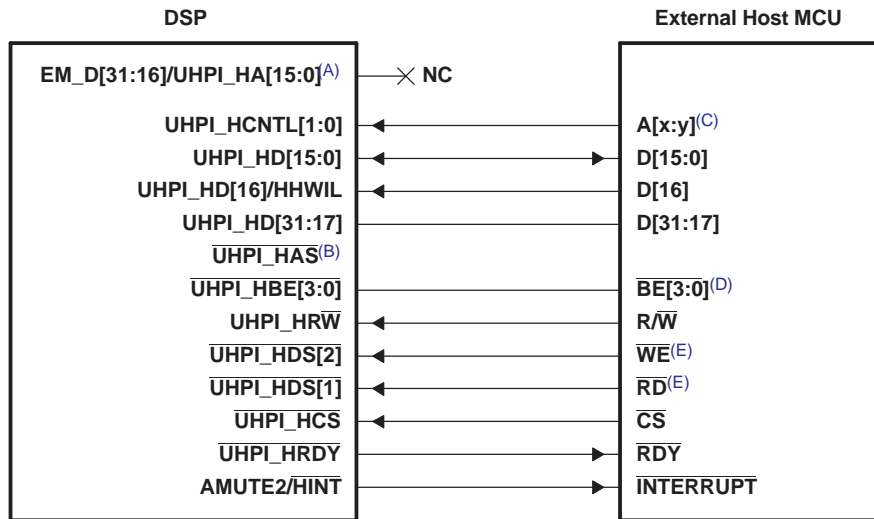 DSP External Host MCU
EM_D[31:16]/UHPI_HA[15:0](A) NC
UHPI_HCNTL[1:0] A[x:y](C)
UHPI_HD[15:0] D[15:0]
UHPI_HD[16]/HHWIL D[16]
UHPI_HD[31:17] D[31:17]
UHPI_HAS(B)
UHPI_HBE[3:0] BE[3:0](D)
UHPI_HRW R/W
UHPI_HDS[2] WE(E)
UHPI_HDS[1] RD(E)
UHPI_HCS CS
UHPI_HRDY RDY
AMUTE2/HINT INTERRUPT